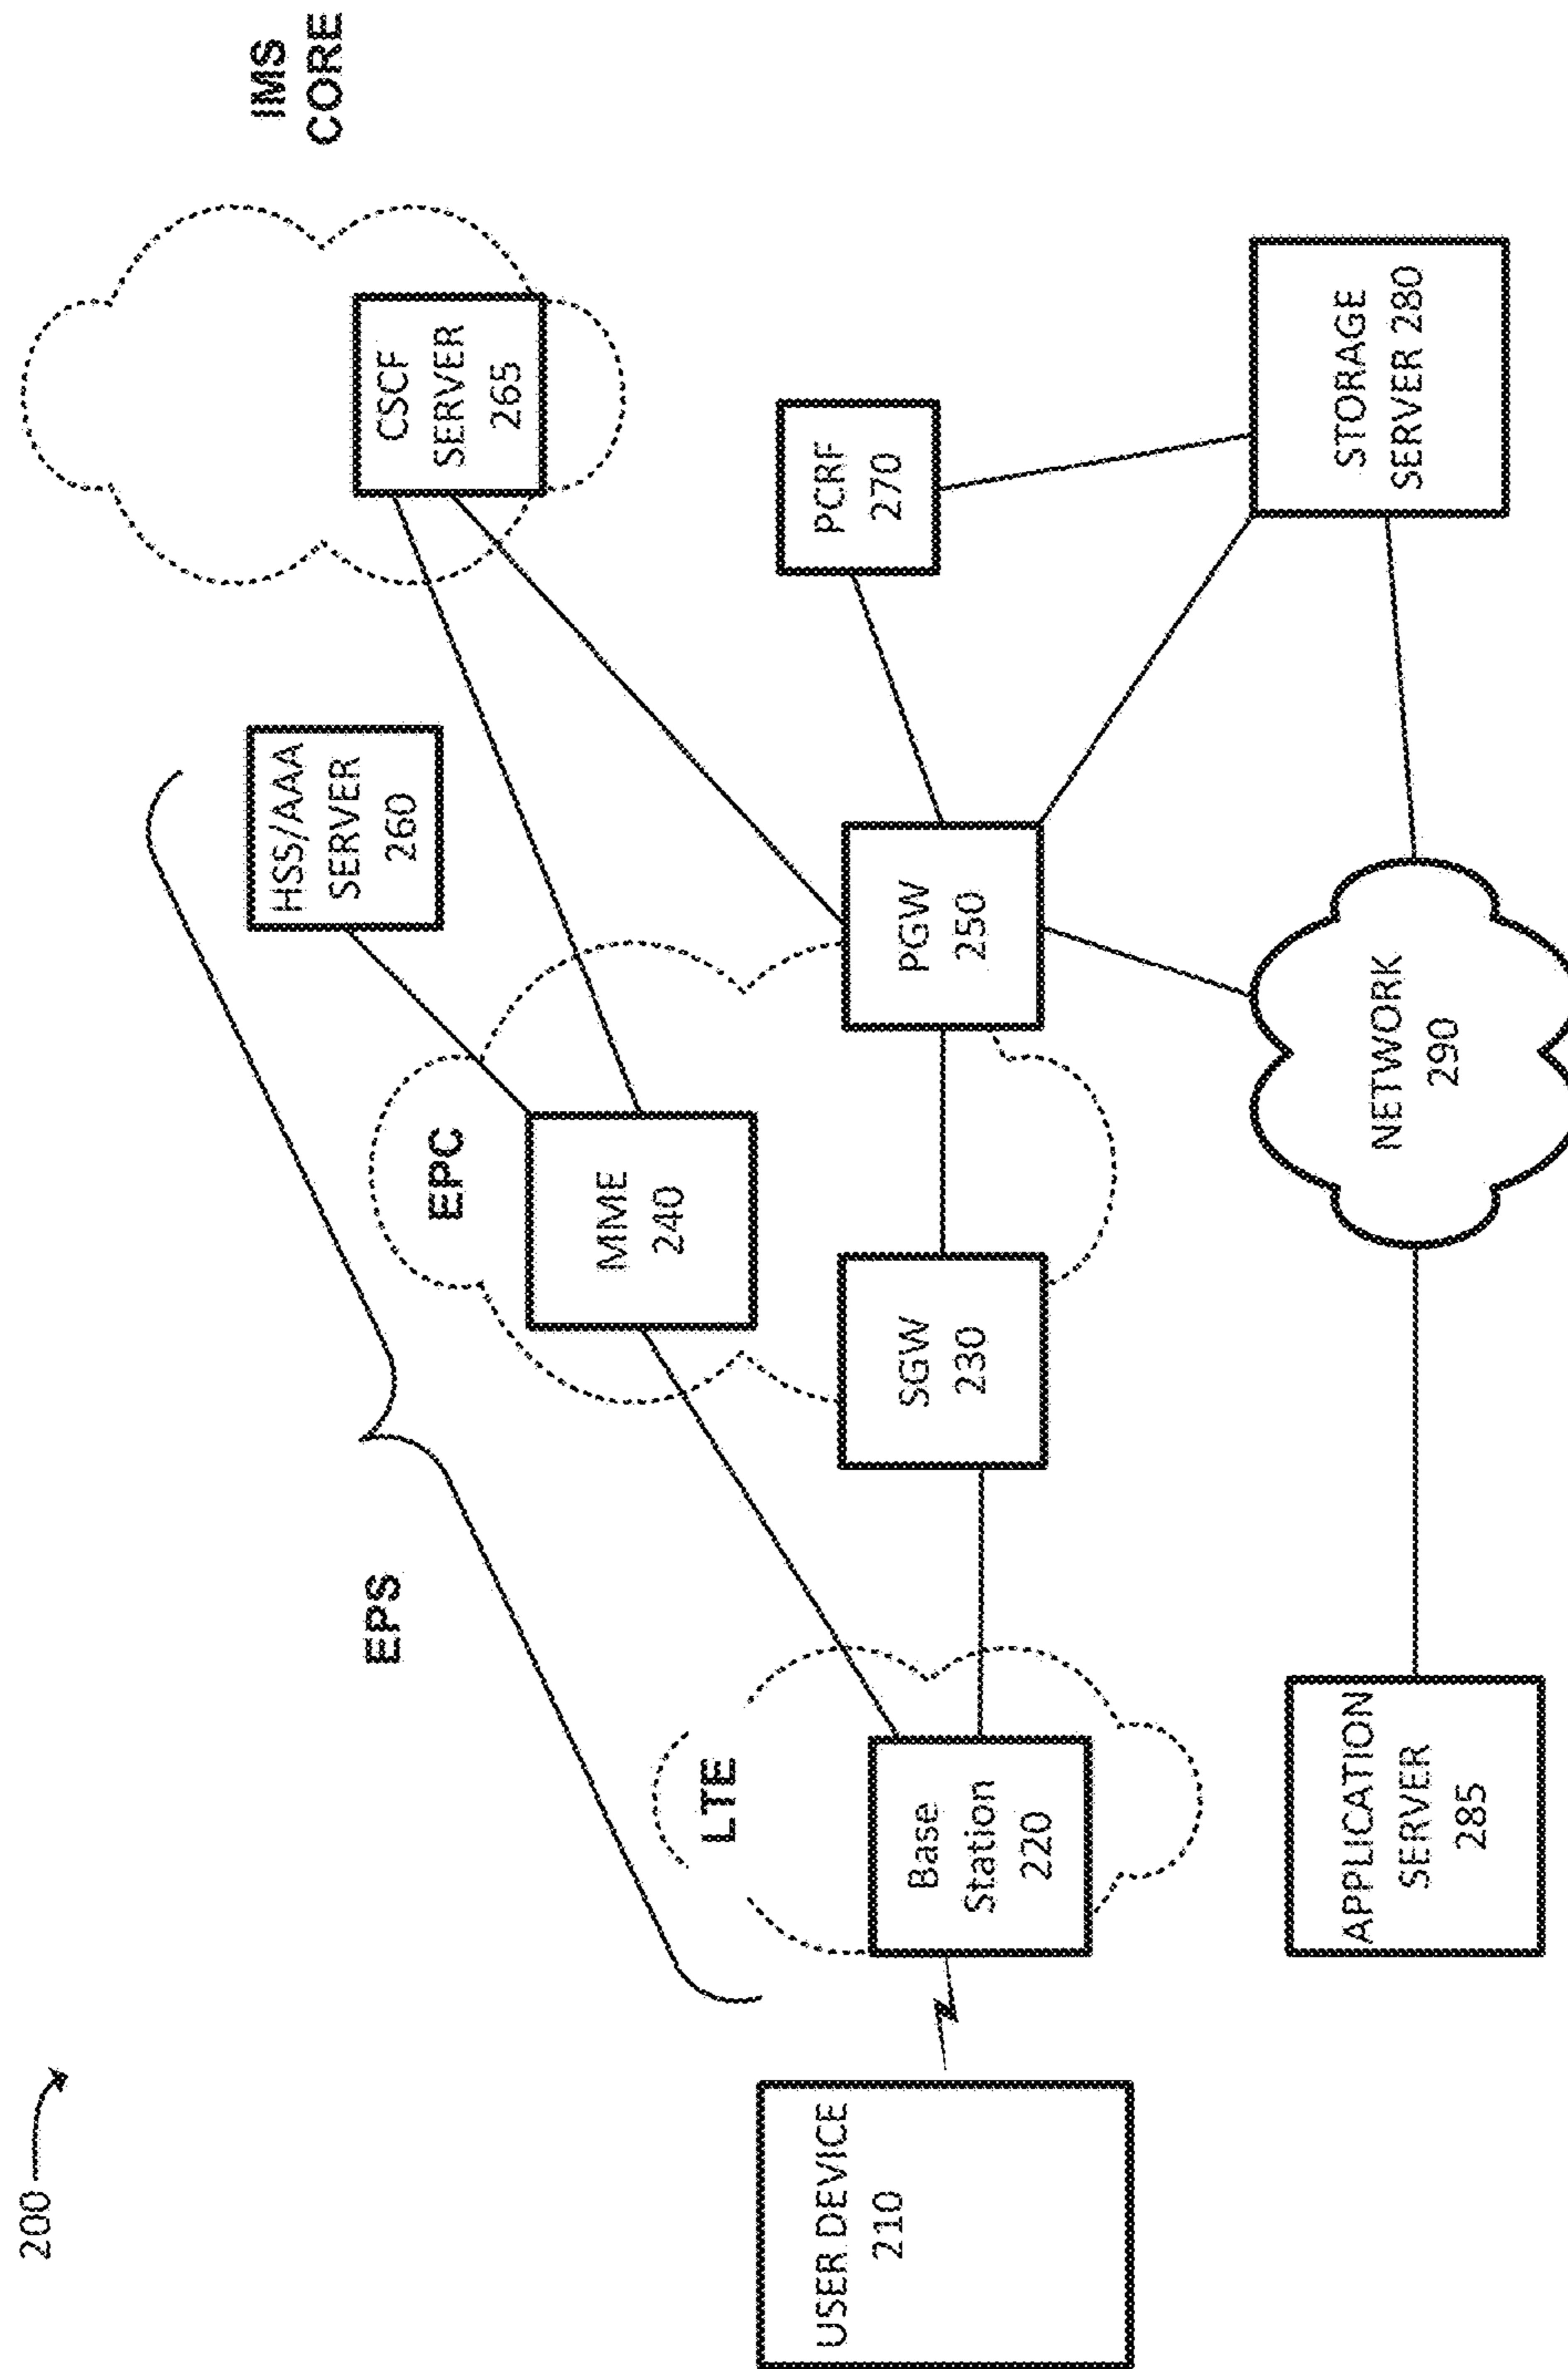 200
IMS
CORE
CSCF
SERVER
265
HSS/AAA
SERVER
260
EPS
EPC
MME
240
PCRF
270
LTE
USER DEVICE
210
Base
Station
220
SGW
230
PGW
250
STORAGE
SERVER 280
APPLICATION
SERVER
285
NETWORK
290